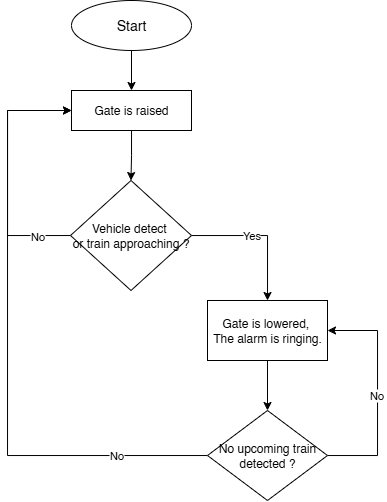 Start
Gate is raised
Vehicle detect
or train approaching ?
No
Yes
Gate is lowered,
The alarm is ringing.
No
No upcoming train
detected ?
No